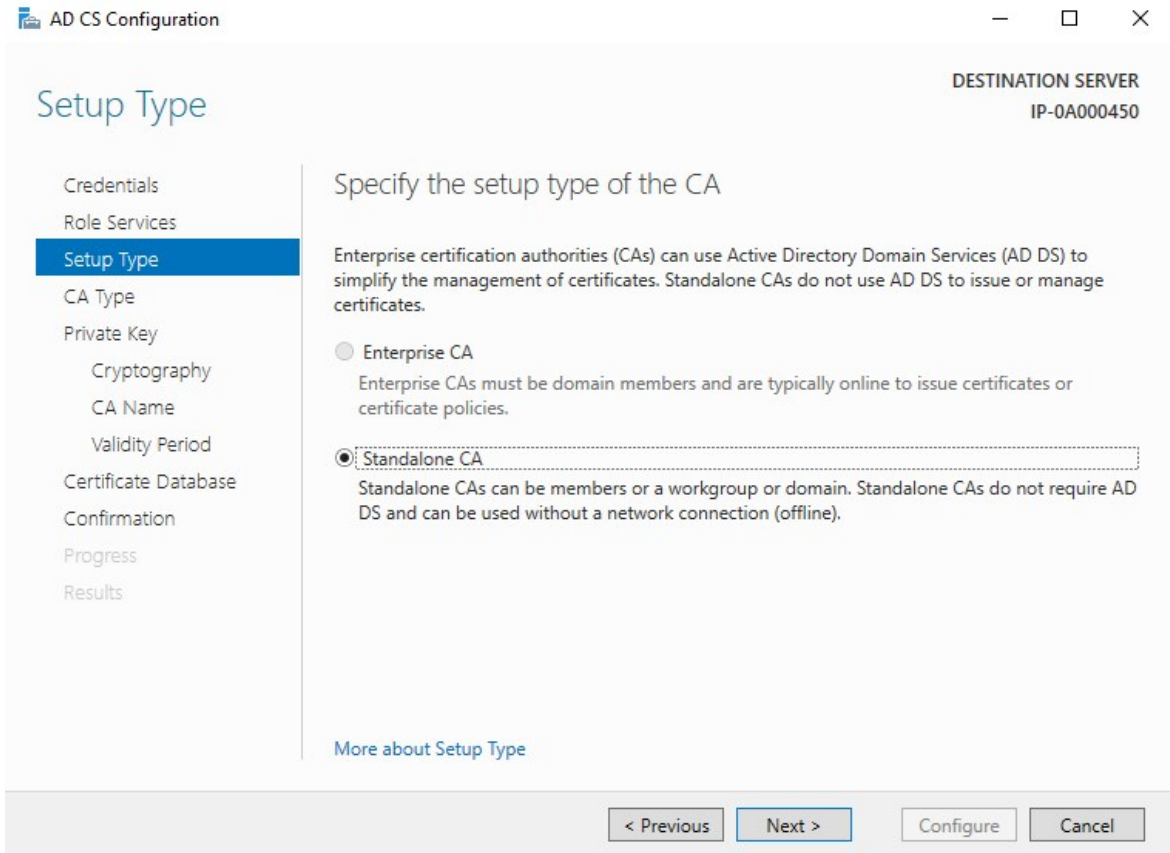 AD CS Configuration
DESTINATION SERVER
IP-0A000450
Setup Type
Credentials
Role Services
Setup Type
CA Type
Private Key
Cryptography
CA Name
Validity Period
Certificate Database
Confirmation
Progress
Results
Specify the setup type of the CA
Enterprise certification authorities (CAs) can use Active Directory Domain Services (AD DS) to
simplify the management of certificates. Standalone CAs do not use AD DS to issue or manage
certificates.
Enterprise CA
Enterprise CAs must be domain members and are typically online to issue certificates or
certificate policies.
Standalone CA
Standalone CAs can be members or a workgroup or domain. Standalone CAs do not require AD
DS and can be used without a network connection (offline).
More about Setup Type
< Previous
Next >
Configure
Cancel